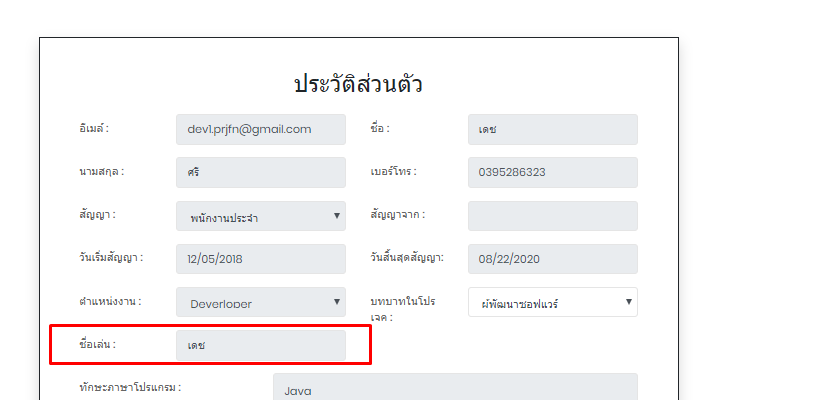 ประวัติส่วนตัว
อีเมล์ : dev1.prjfn@gmail.com ชื่อ : เดช
นามสกุล : ศรี เบอร์โทร : 0395286323
สัญญา : พนักงานประจำ สัญญาจาก :
วันเริ่มสัญญา : 12/05/2018 วันสิ้นสุดสัญญา: 08/22/2020
ตำแหน่งงาน : Deverloper บทบาทในโปร
เจค : ผู้พัฒนาซอฟแวร์
ชื่อเล่น : เดช
ทักษะภาษาโปรแกรม : Java